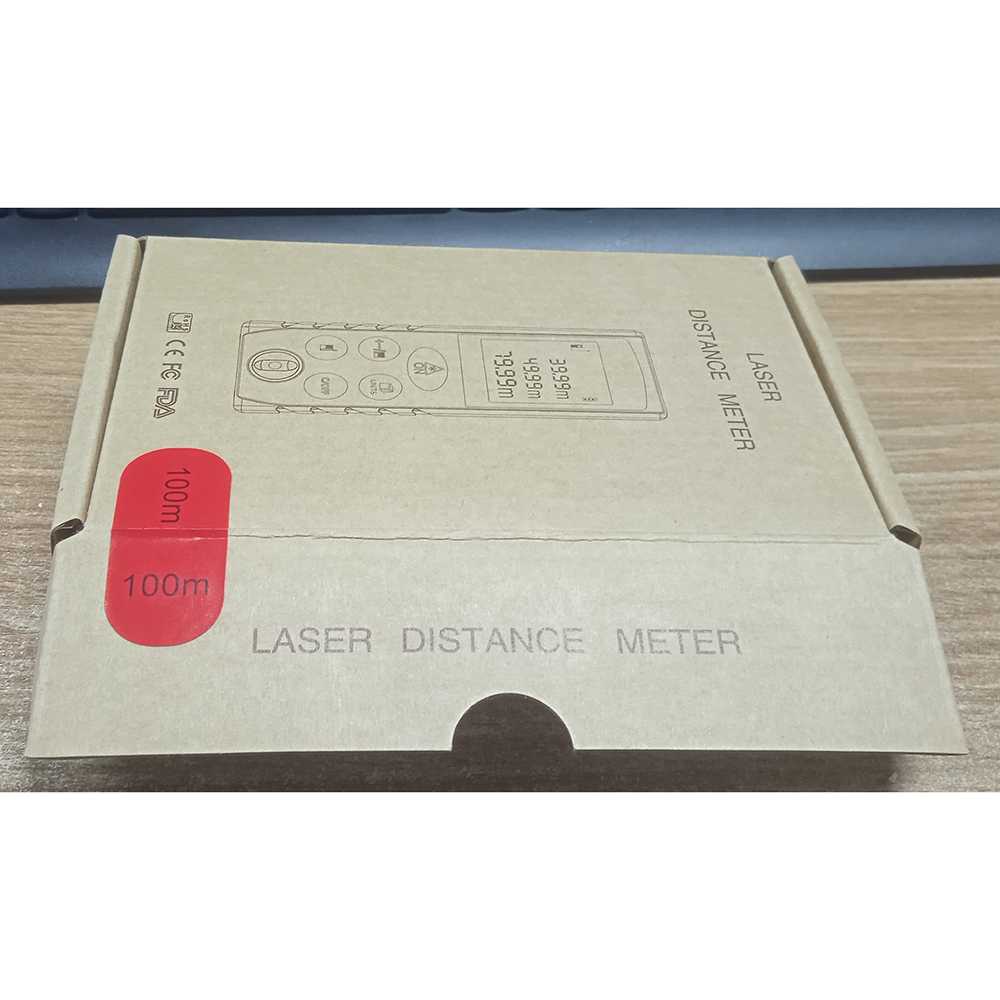 LASER
DISTANCE METER
39.99m
49.99m
79.99m
ON
UNITS
RoHS
CE FC FDA
100m
100m
LASER DISTANCE METER